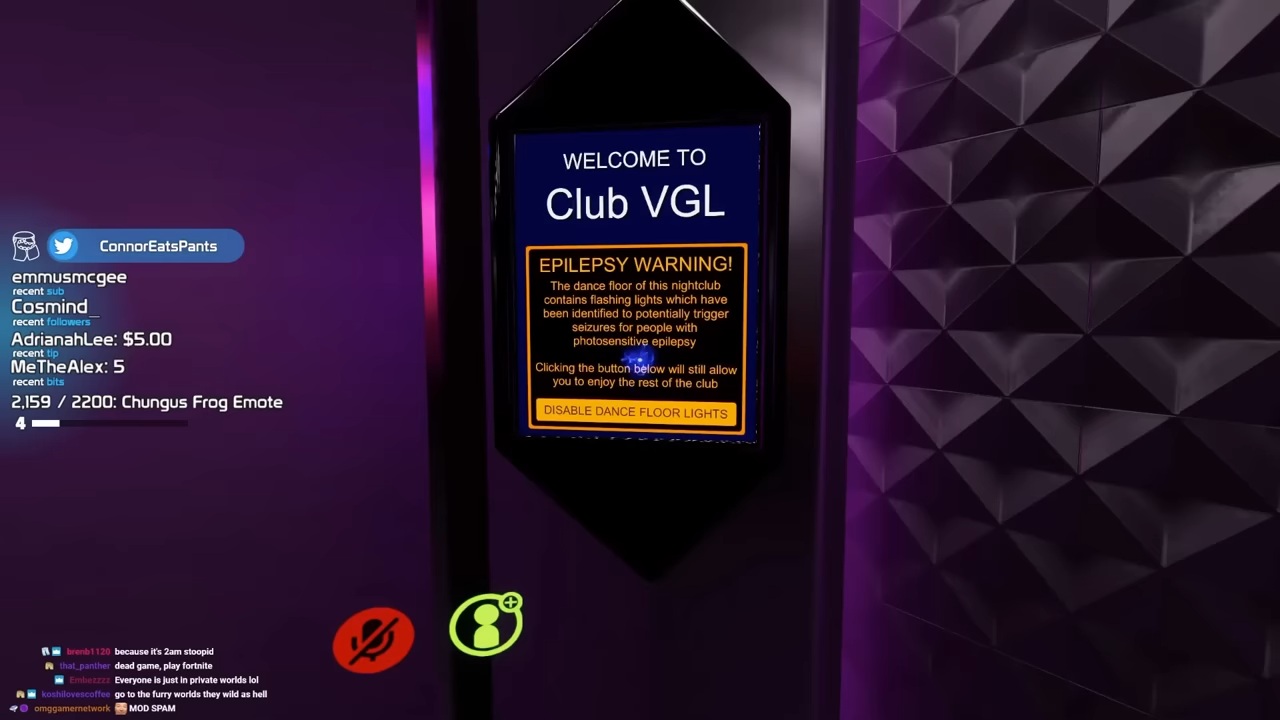 WELCOME TO
Club VGL
EPILEPSY WARNING!
The dance floor of this nightclub
contains flashing lights which have
been identified to potentially trigger
seizures for people with
photosensitive epilepsy
Clicking the button below will still allow
you to enjoy the rest of the club
DISABLE DANCE FLOOR LIGHTS
ConnorEatsPants
emmusmcgee
recent sub
Cosmind_
recent followers
AdrianahLee: $5.00
recent tip
MeTheAlex: 5
recent bits
2,159 / 2200: Chungus Frog Emote
4
brenb1120 because it's 2am stoopid
that_panther dead game, play fortnite
Embezzzz Everyone is just in private worlds lol
koshilovescoffee go to the furry worlds they wild as hell
omggamernetwork MOD SPAM